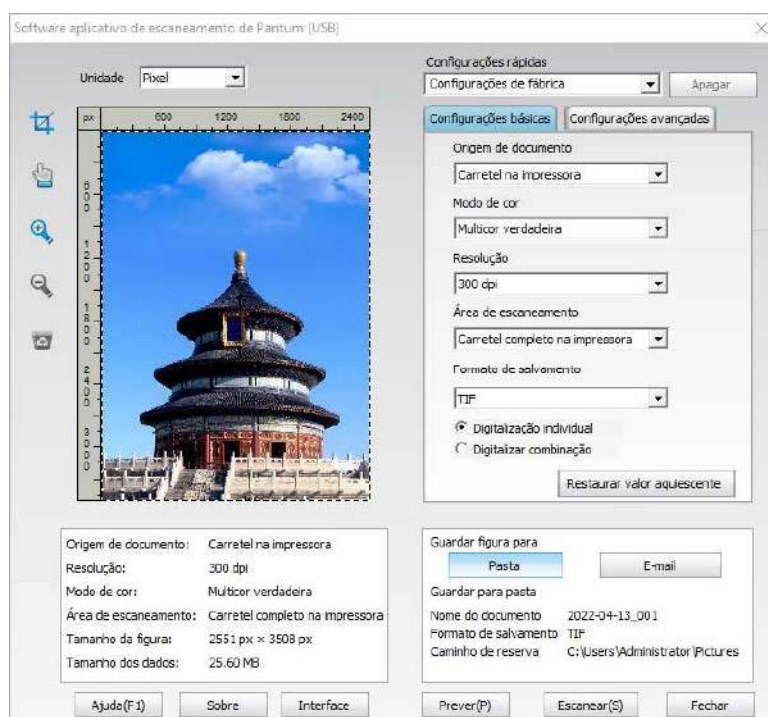 Software aplicativo de escaneamento de Pantum [USB]
Unidade Pixel
px 600 1200 1800 2400
600
1200
1800
2400
3000
Configurações rápidas
Configurações de fábrica Apagar
Configurações básicas Configurações avançadas
Origem de documento
Carretel na impressora
Modo de cor
Multicor verdadeira
Resolução
300 dpi
Área de escaneamento
Carretel completo na impressora
Formato de salvamento
TIF
Digitalização individual
Digitalizar combinação
Restaurar valor aquiescente
Origem de documento: Carretel na impressora
Resolução: 300 dpi
Modo de cor: Multicor verdadeira
Área de escaneamento: Carretel completo na impressora
Tamanho da figura: 2551 px × 3508 px
Tamanho dos dados: 25.60 MB
Guardar figura para
Pasta E-mail
Guardar para pasta
Nome do documento 2022-04-13_001
Formato de salvamento TIF
Caminho de reserva C:\Users\Administrator\Pictures
Ajuda(F1) Sobre Interface Prever(P) Escanear(S) Fechar